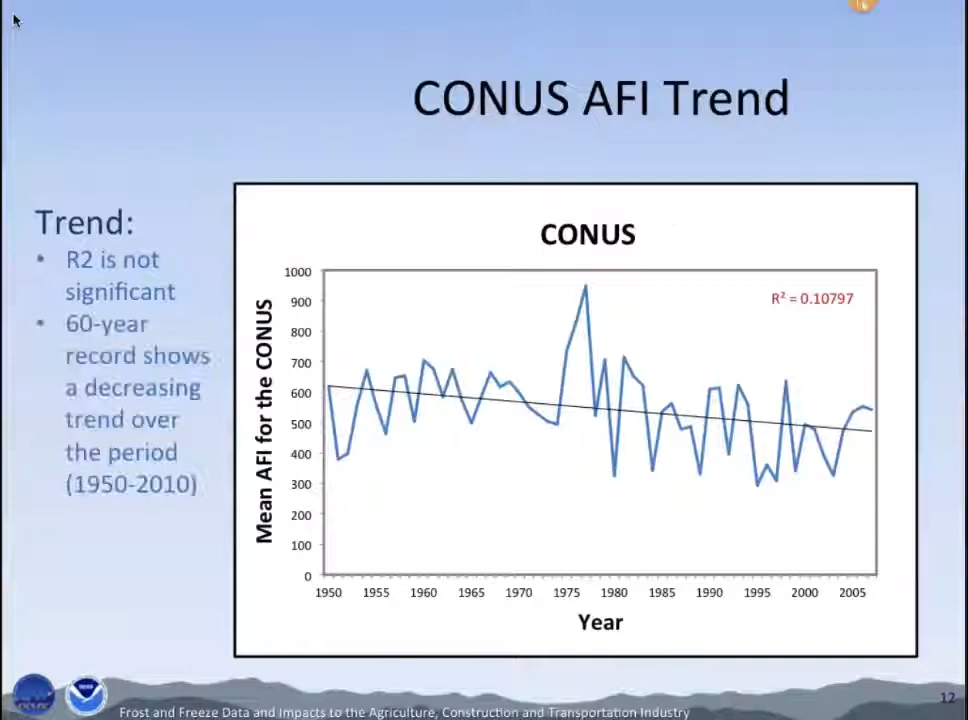 CONUS AFI Trend
Trend:
• R2 is not
significant
• 60-year
record shows
a decreasing
trend over
the period
(1950-2010)
CONUS
R² = 0.10797
Mean AFI for the CONUS
1000
900
800
700
600
500
400
300
200
100
0
1950 1955 1960 1965 1970 1975 1980 1985 1990 1995 2000 2005
Year
Frost and Freeze Data and Impacts to the Agriculture, Construction and Transportation Industry
12